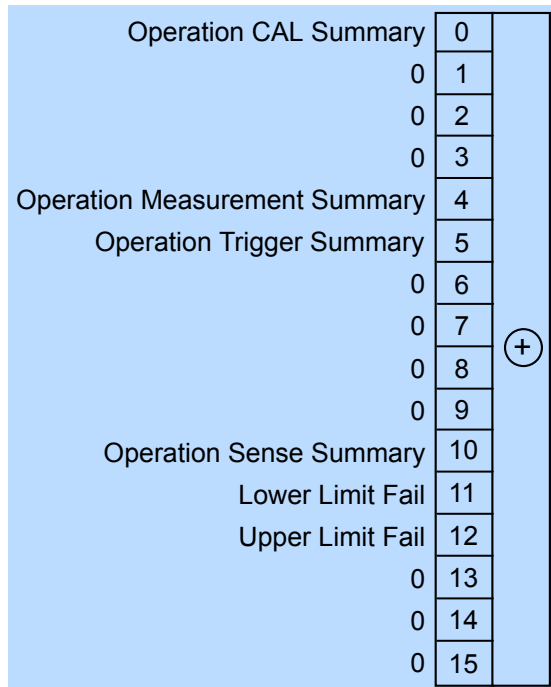 Operation CAL Summary 0
0 1
0 2
0 3
Operation Measurement Summary 4
Operation Trigger Summary 5
0 6
0 7
+
0 8
0 9
Operation Sense Summary 10
Lower Limit Fail 11
Upper Limit Fail 12
0 13
0 14
0 15